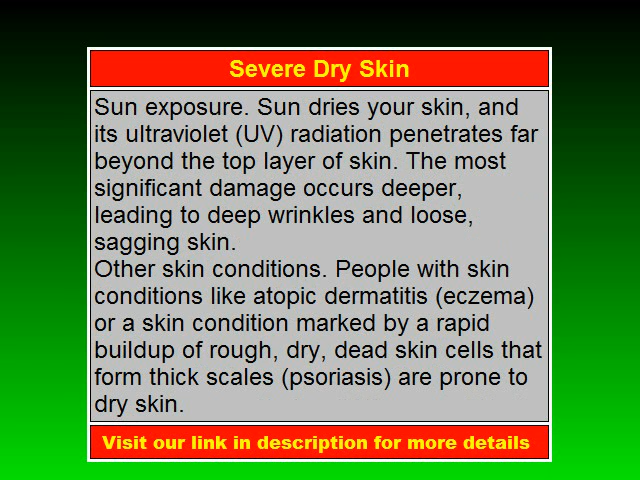 Severe Dry Skin
Sun exposure. Sun dries your skin, and
its ultraviolet (UV) radiation penetrates far
beyond the top layer of skin. The most
significant damage occurs deeper,
leading to deep wrinkles and loose,
sagging skin.
Other skin conditions. People with skin
conditions like atopic dermatitis (eczema)
or a skin condition marked by a rapid
buildup of rough, dry, dead skin cells that
form thick scales (psoriasis) are prone to
dry skin.
Visit our link in description for more details